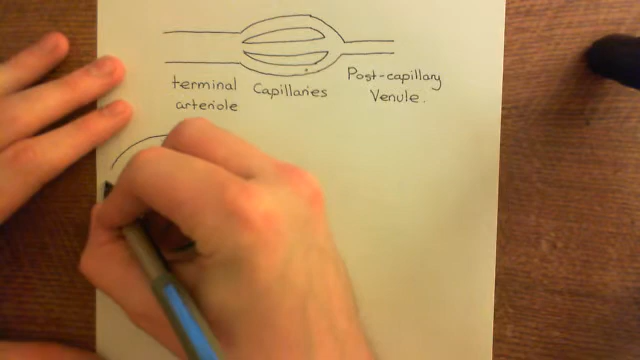 terminal
arteriole
Capillaries
Post-capillary
Venule.